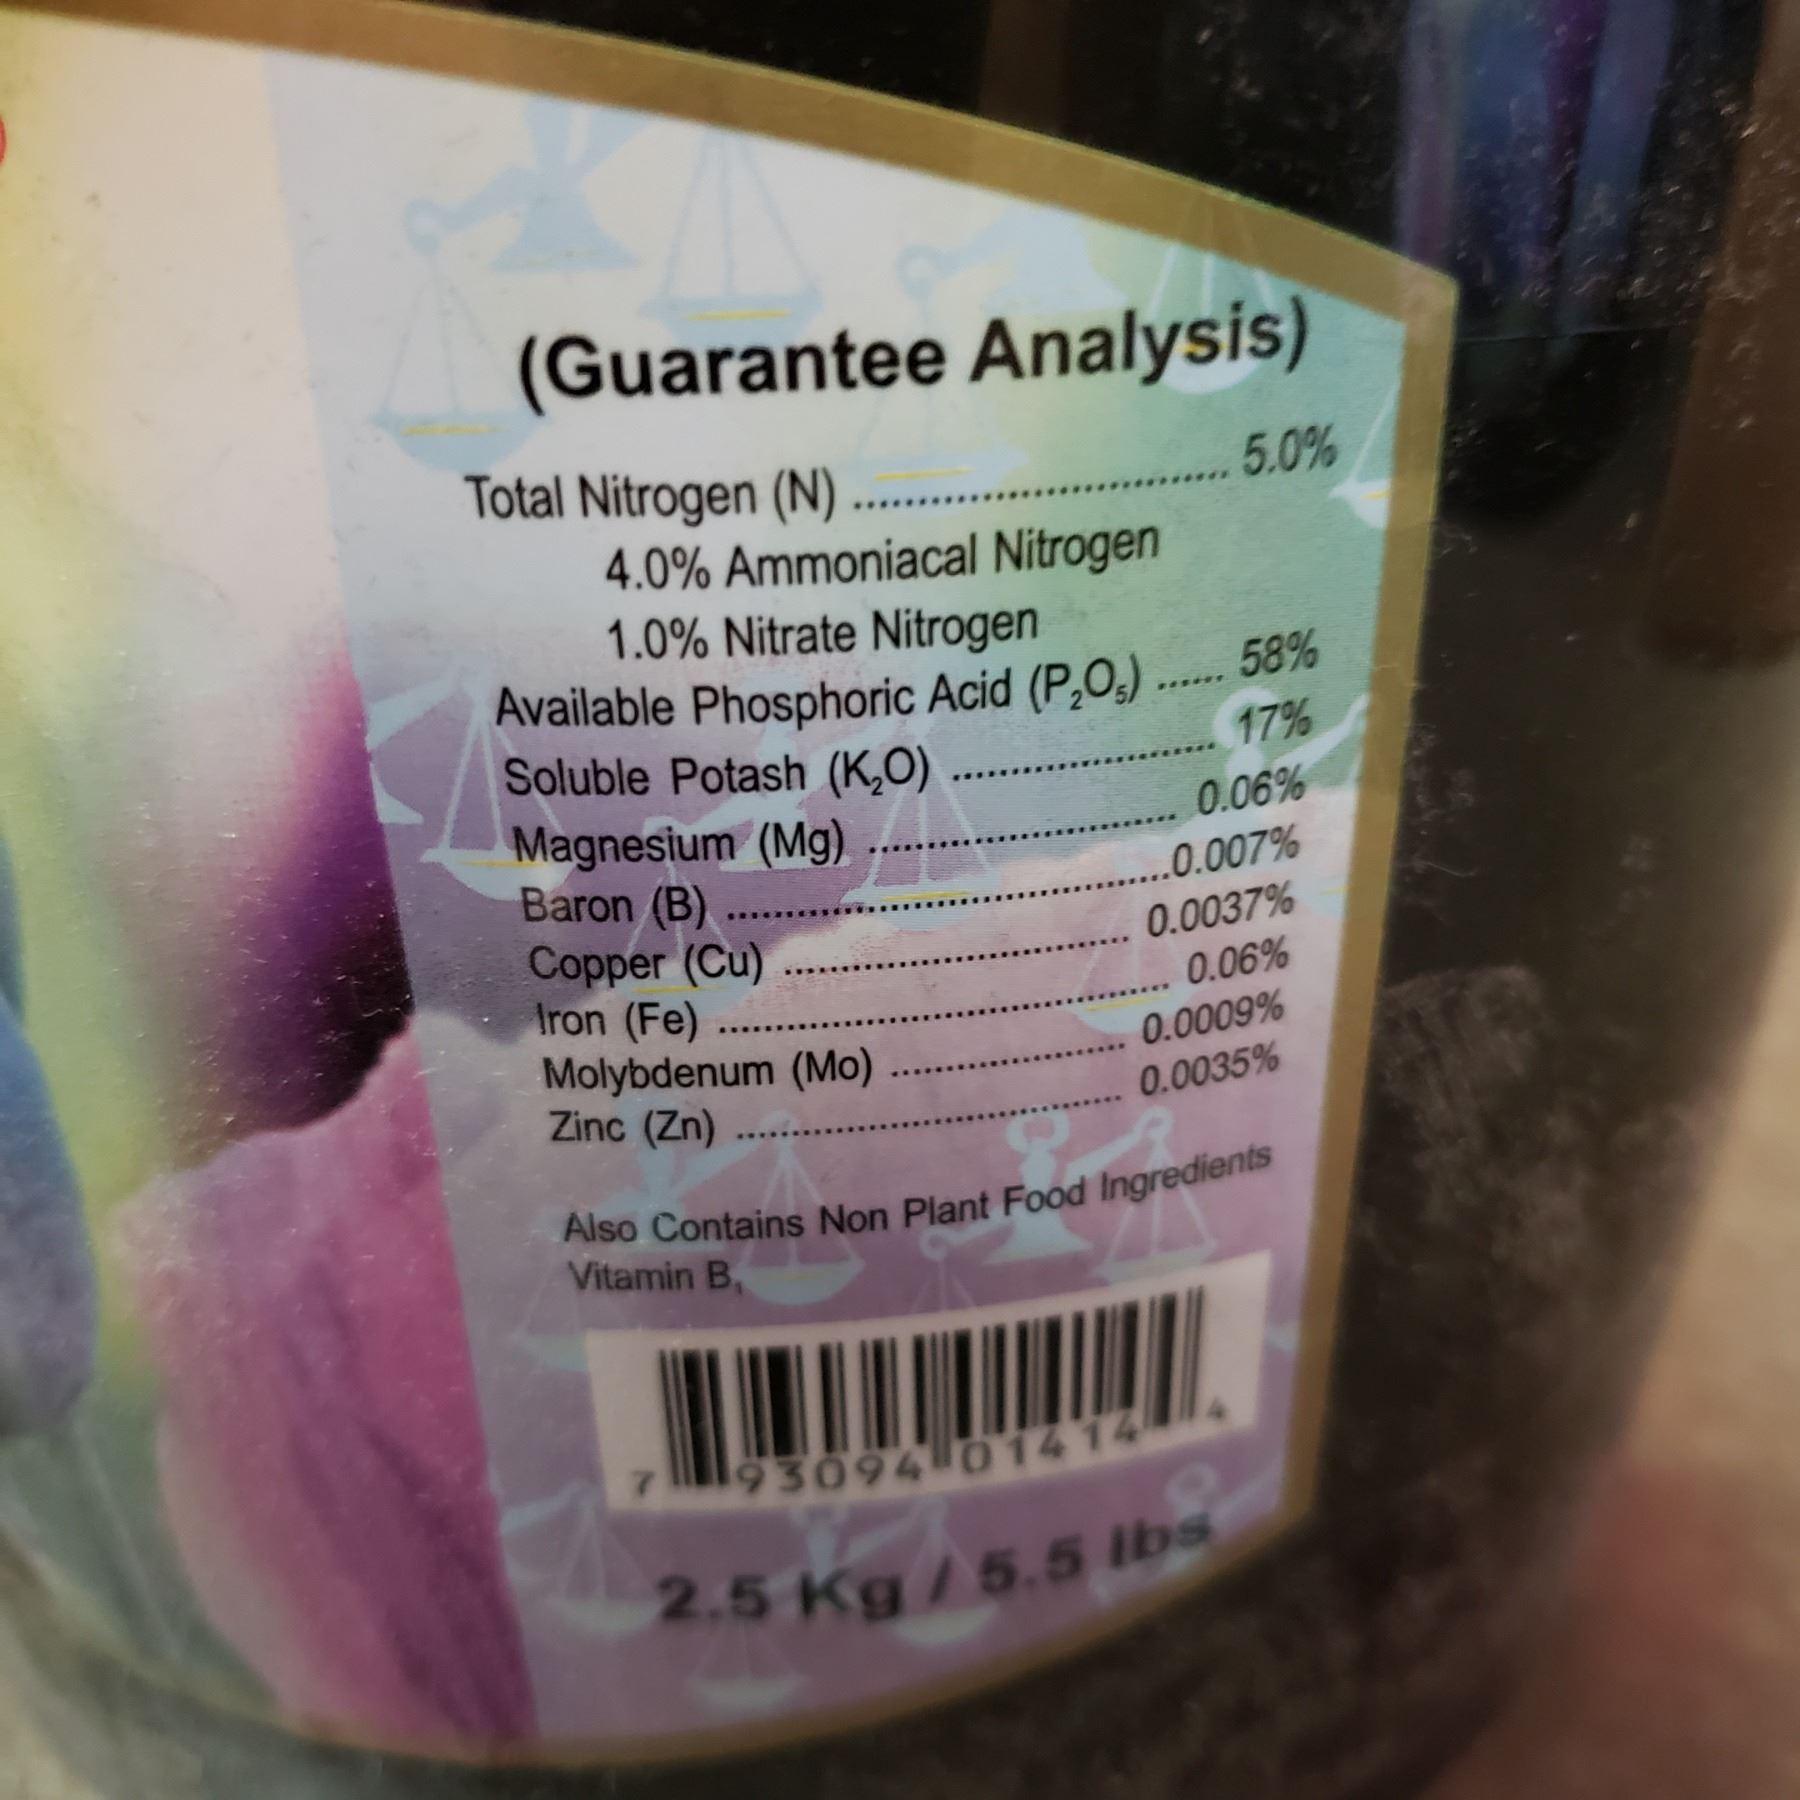 (Guarantee Analysis)
Total Nitrogen (N) ................................ 5.0%
4.0% Ammoniacal Nitrogen
1.0% Nitrate Nitrogen
Available Phosphoric Acid (P₂O₅) ...... 58%
Soluble Potash (K₂O) ........................ 17%
Magnesium (Mg) ........................... 0.06%
Baron (B) .......................................0.007%
Copper (Cu) ............................... 0.0037%
Iron (Fe) ........................................ 0.06%
Molybdenum (Mo) ..................... 0.0009%
Zinc (Zn) .................................. 0.0035%
Also Contains Non Plant Food Ingredients
Vitamin B₁
7 93094 01414 4
2.5 Kg / 5.5 lbs